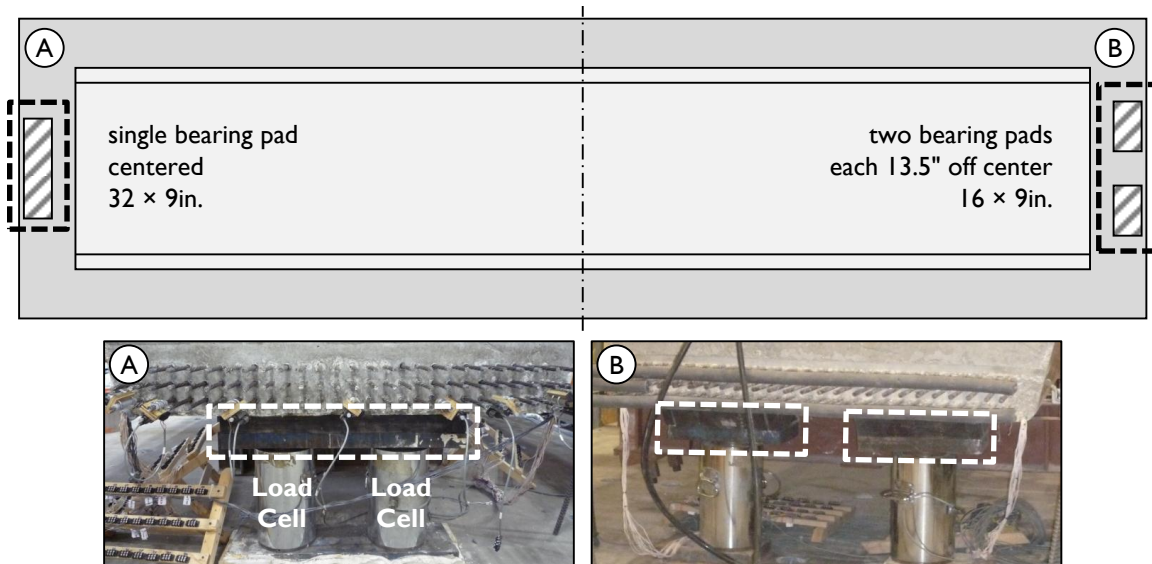 A
B
single bearing pad
centered
32 × 9in.
two bearing pads
each 13.5" off center
16 × 9in.
A
B
Load
Cell
Load
Cell